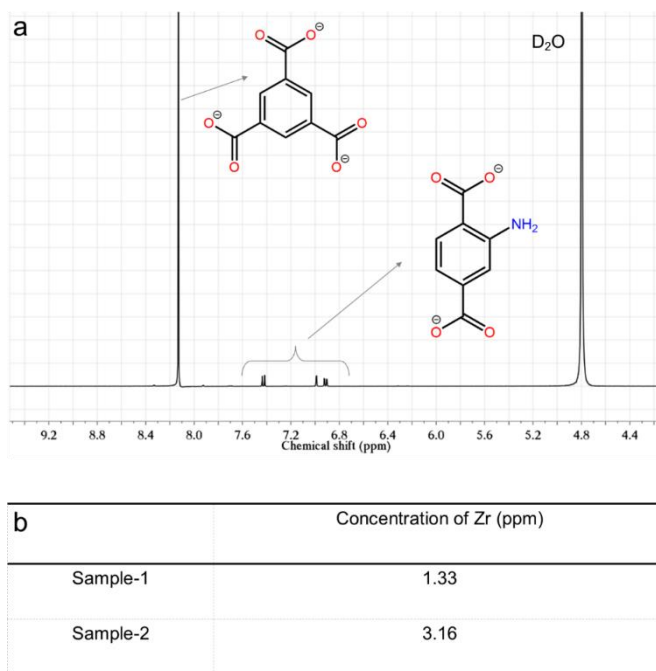 a
D₂O
O
O⊖
⊖O
O
O
O⊖
O
O⊖
NH₂
⊖O
O
9.2 8.8 8.4 8.0 7.6 7.2 6.8 6.4 6.0 5.6 5.2 4.8 4.4
Chemical shift (ppm)
b
Concentration of Zr (ppm)
Sample-1 1.33
Sample-2 3.16